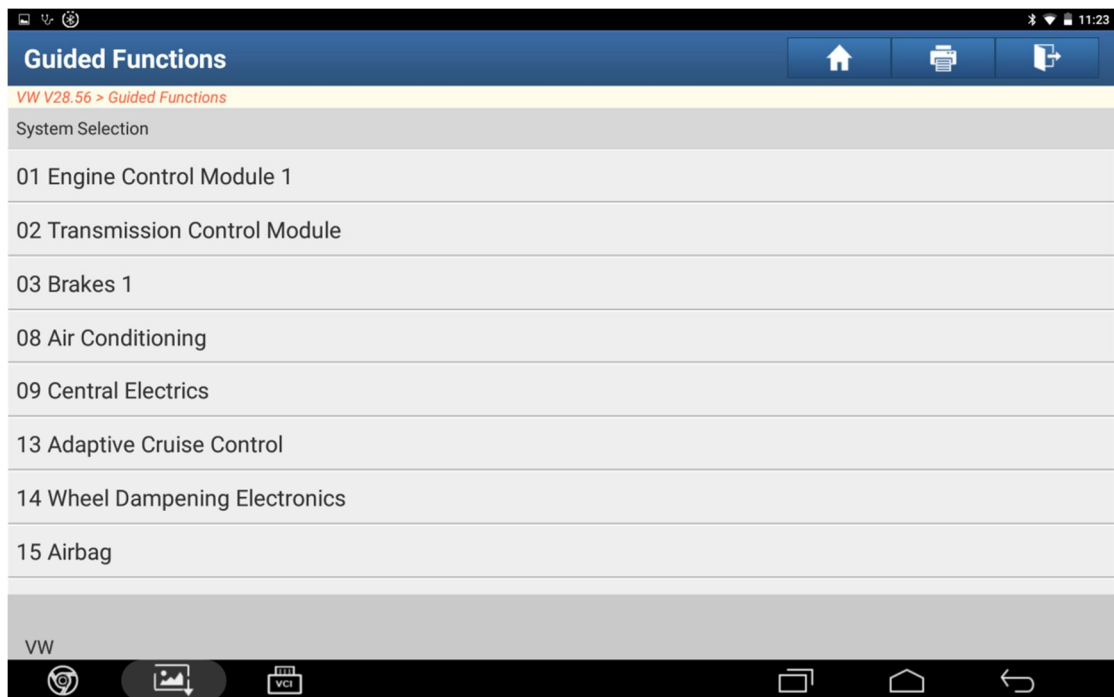 11:23
Guided Functions
VW V28.56 > Guided Functions
System Selection
01 Engine Control Module 1
02 Transmission Control Module
03 Brakes 1
08 Air Conditioning
09 Central Electrics
13 Adaptive Cruise Control
14 Wheel Dampening Electronics
15 Airbag
VW
VCI